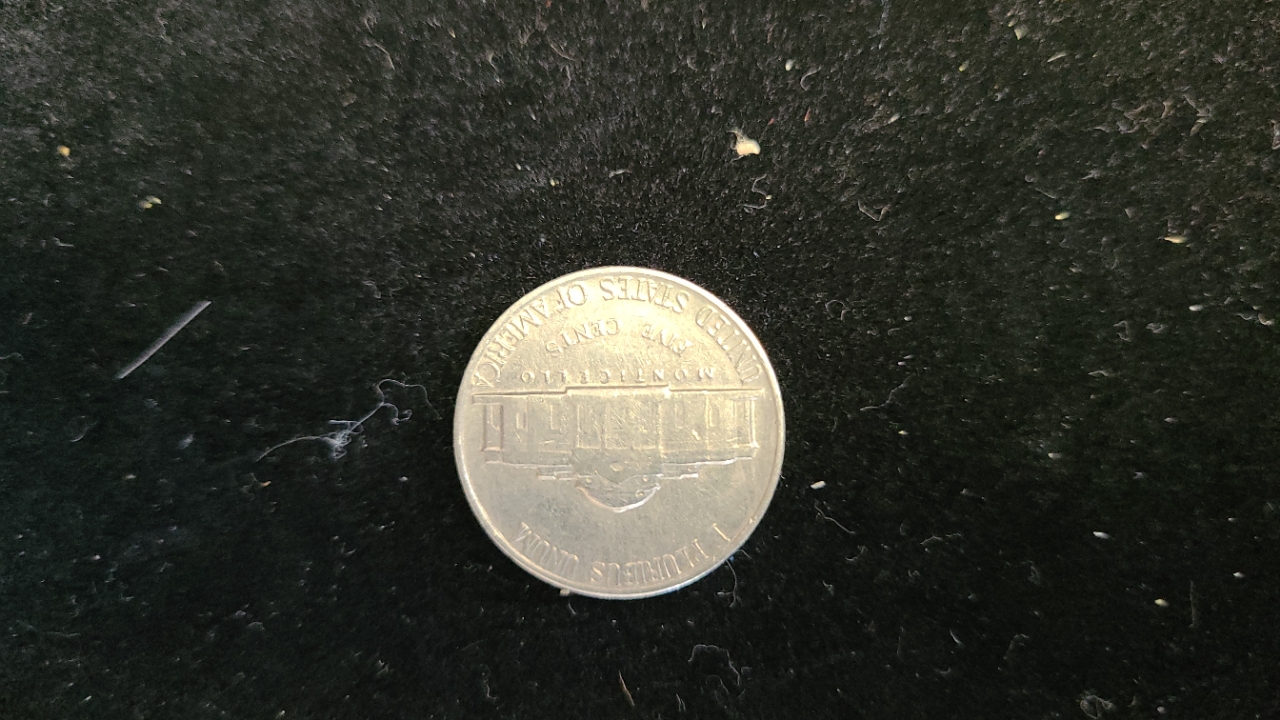 E PLURIBUS UNUM
MONTICELLO
FIVE CENTS
UNITED STATES OF AMERICA